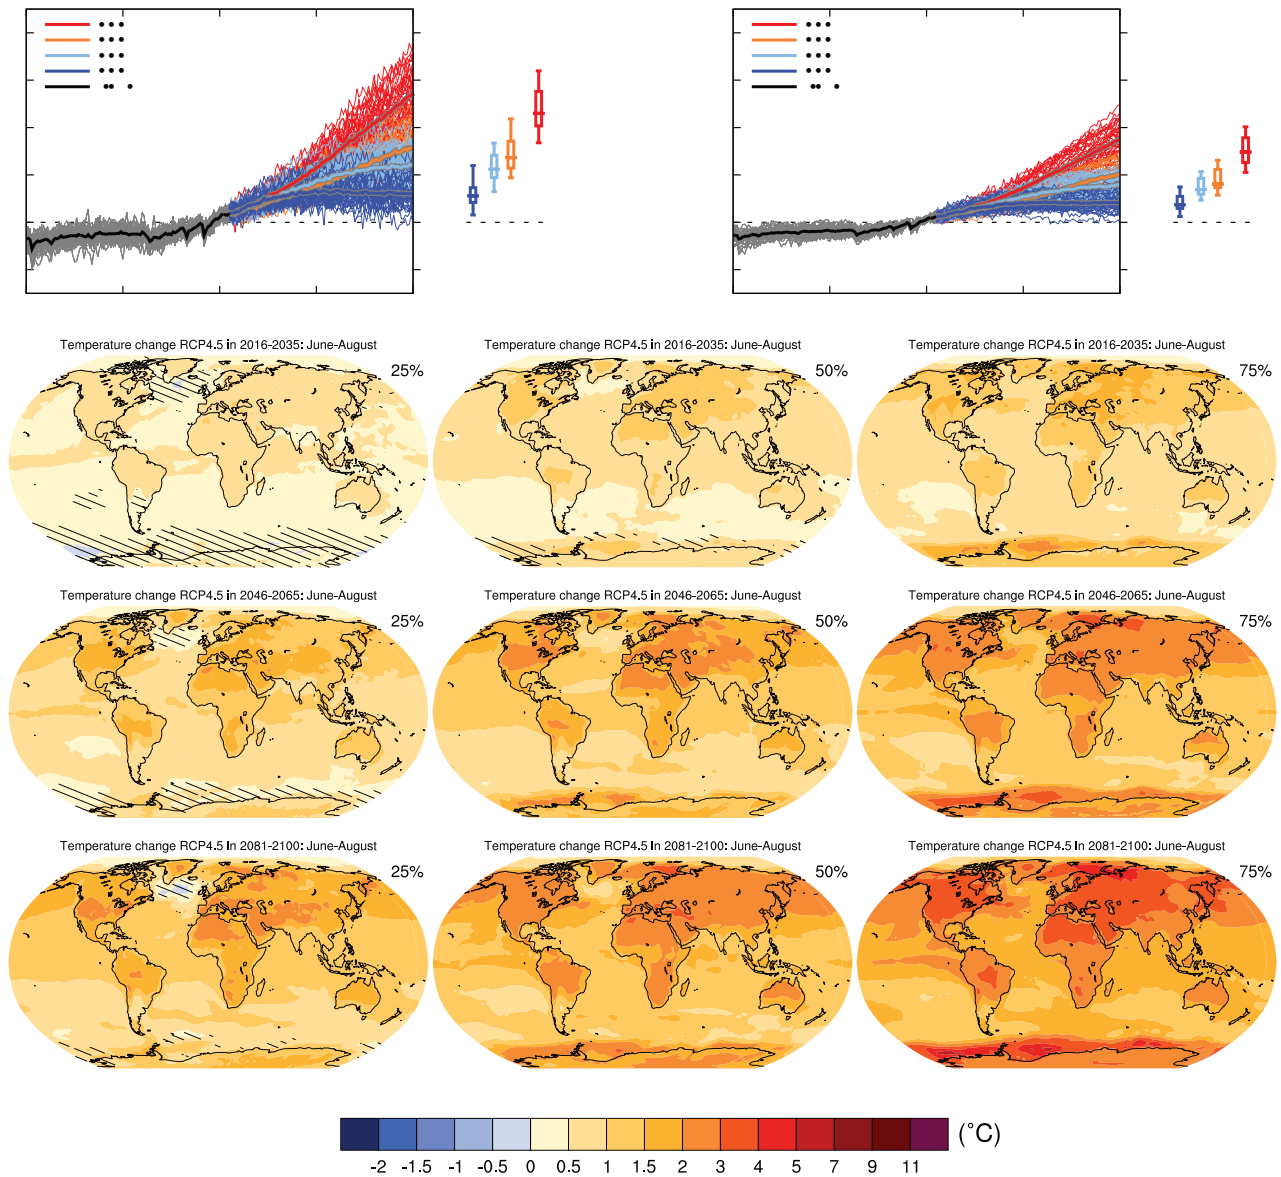 Temperature change RCP4.5 in 2016-2035: June-August
25%
Temperature change RCP4.5 in 2016-2035: June-August
50%
Temperature change RCP4.5 in 2016-2035: June-August
75%
Temperature change RCP4.5 in 2046-2065: June-August
25%
Temperature change RCP4.5 in 2046-2065: June-August
50%
Temperature change RCP4.5 in 2046-2065: June-August
75%
Temperature change RCP4.5 in 2081-2100: June-August
25%
Temperature change RCP4.5 in 2081-2100: June-August
50%
Temperature change RCP4.5 in 2081-2100: June-August
75%
(°C)
-2 -1.5 -1 -0.5 0 0.5 1 1.5 2 3 4 5 7 9 11